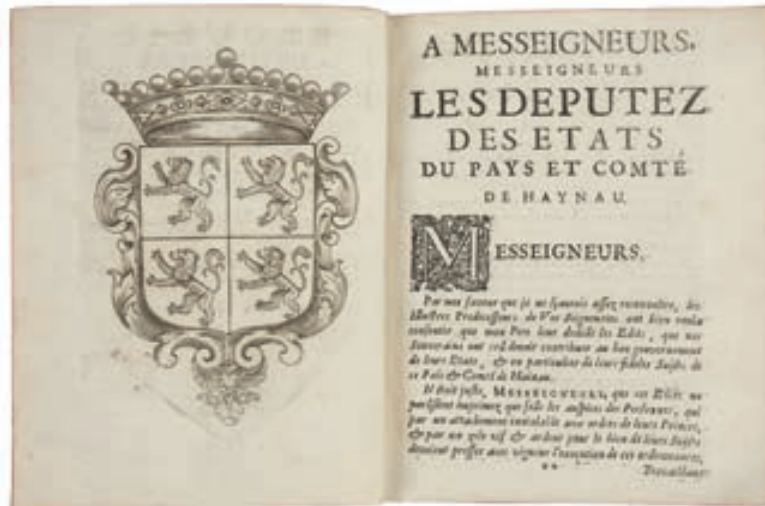 A MESSEIGNEURS,
MESSEIGNEURS
LES DEPUTEZ
DES ETATS
DU PAYS ET COMTÉ
DE HAYNAU.
MESSEIGNEURS,
Par une faveur que je ne sçaurois assez reconnoître, les
Illustres Predecesseurs de Vos Seigneuries ont bien voulu
consentir que mon Pere leur dediât les Edits, que nos
Souverains ont crû devoir contribuer au bon gouvernement
de leurs Etats, & en particulier de leurs fideles Sujets de
ce Païs & Comté de Hainau.
Il étoit juste, MESSEIGNEURS, que ces Edits ne
parussent imprimez que sous les auspices des Personnes, qui
par un attachement inviolable aux ordres de leurs Princes,
& par un zele vif & ardent pour le bien de leurs Sujets
devoient presser avec vigueur l'execution de ces ordonnances,
**
Travaillant